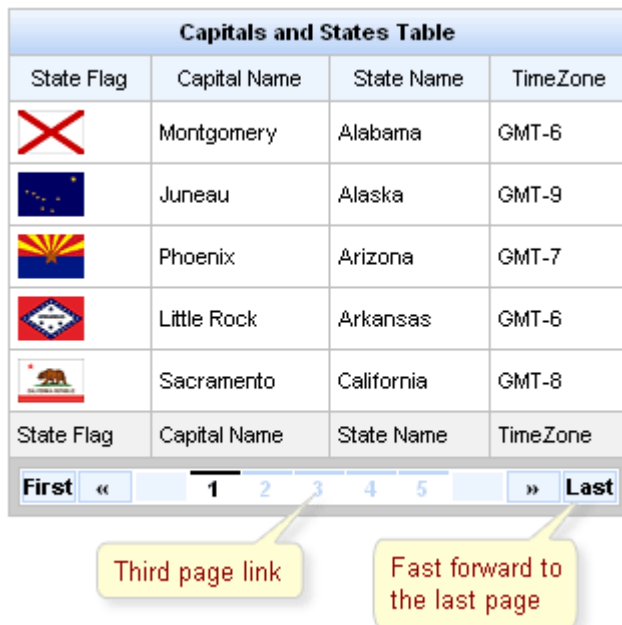 Capitals and States Table
State Flag Capital Name State Name TimeZone
Montgomery Alabama GMT-6
Juneau Alaska GMT-9
Phoenix Arizona GMT-7
Little Rock Arkansas GMT-6
Sacramento California GMT-8
State Flag Capital Name State Name TimeZone
First « 1 2 3 4 5 » Last
Third page link
Fast forward to
the last page